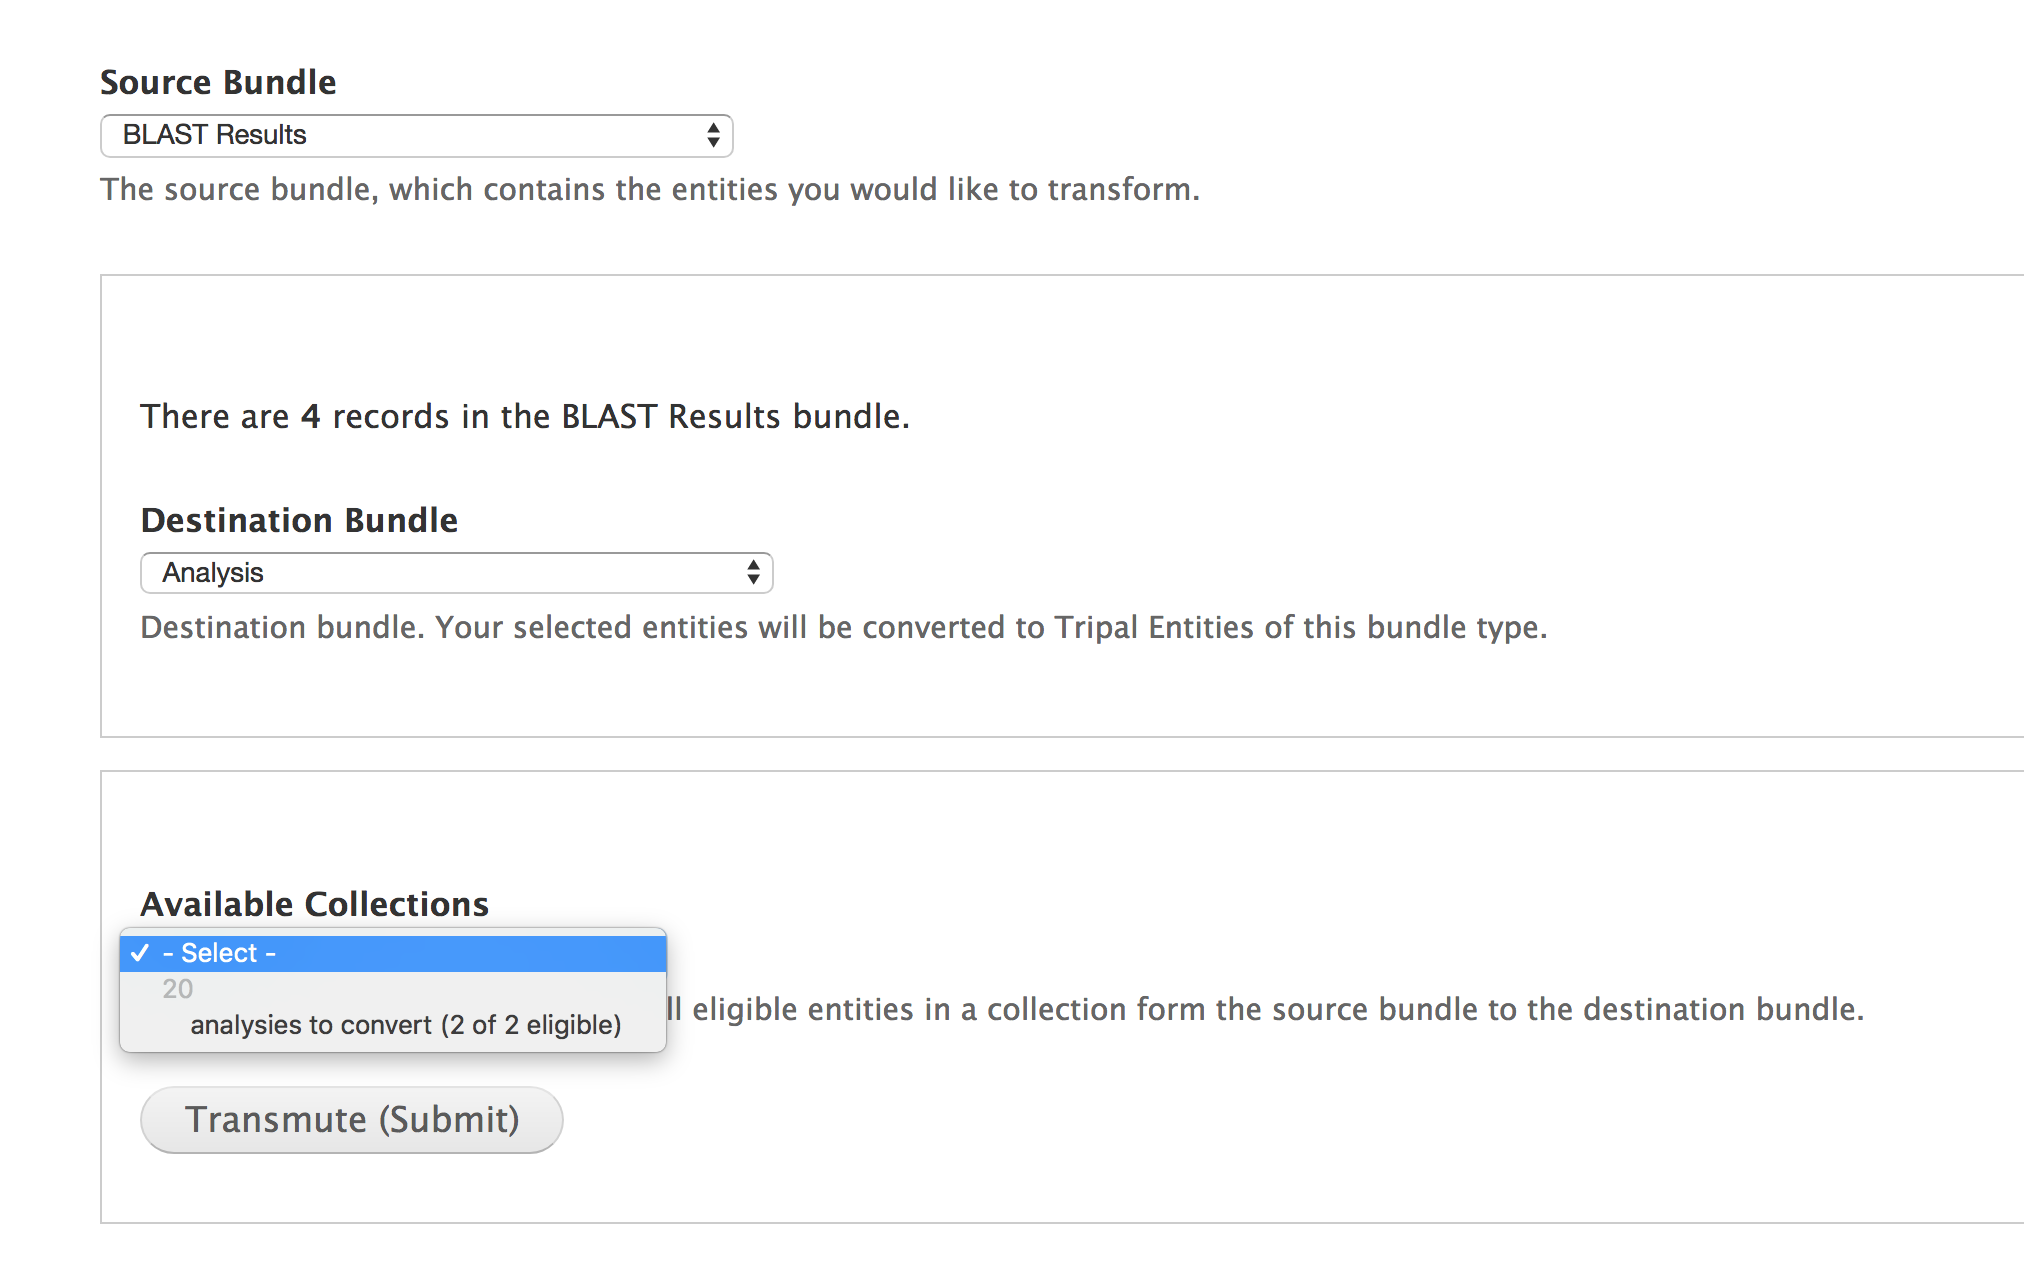 Source Bundle
BLAST Results
The source bundle, which contains the entities you would like to transform.
There are 4 records in the BLAST Results bundle.
Destination Bundle
Analysis
Destination bundle. Your selected entities will be converted to Tripal Entities of this bundle type.
Available Collections
✓ - Select -
20
eligible entities in a collection form the source bundle to the destination bundle.
analysies to convert (2 of 2 eligible)
Transmute (Submit)